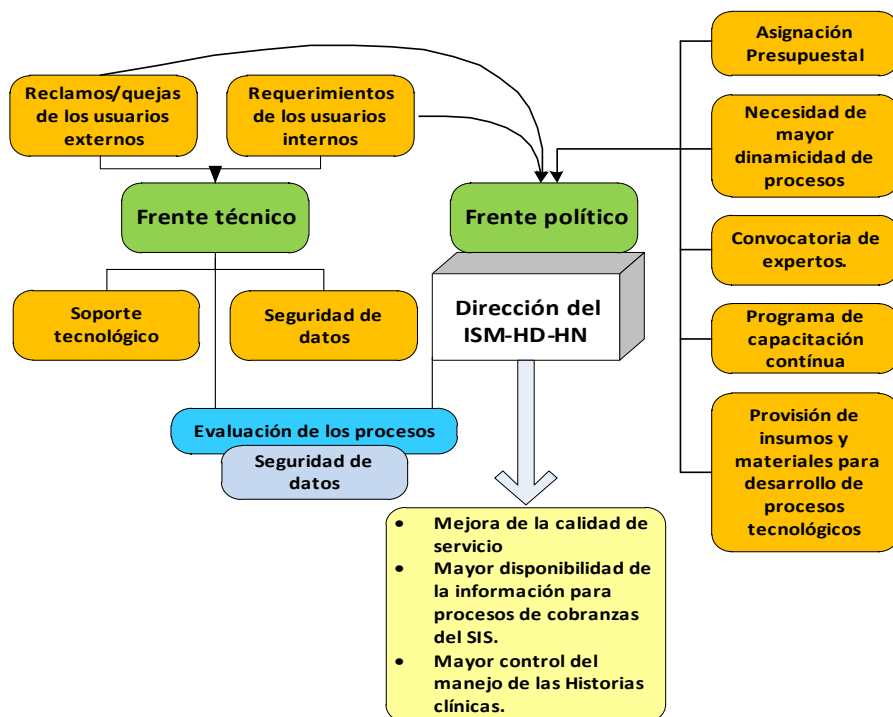 Reclamos/quejas
de los usuarios
externos
Requerimientos
de los usuarios
internos
Frente técnico
Frente político
Soporte
tecnológico
Seguridad de
datos
Dirección del
ISM-HD-HN
Evaluación de los procesos
Seguridad de
datos
• Mejora de la calidad de
servicio
• Mayor disponibilidad de
la información para
procesos de cobranzas
del SIS.
• Mayor control del
manejo de las Historias
clínicas.
Asignación
Presupuestal
Necesidad de
mayor
dinamicidad de
procesos
Convocatoria de
expertos.
Programa de
capacitación
contínua
Provisión de
insumos y
materiales para
desarrollo de
procesos
tecnológicos